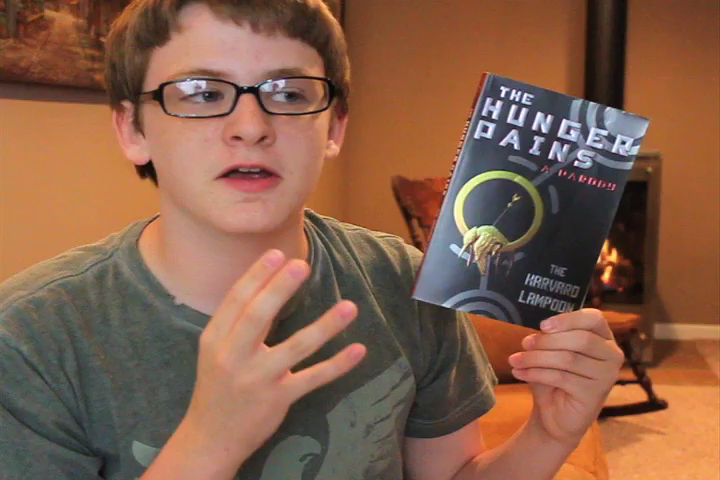 THE
HUNGER
PAINS
A PARODY
THE
HARVARD
LAMPOON